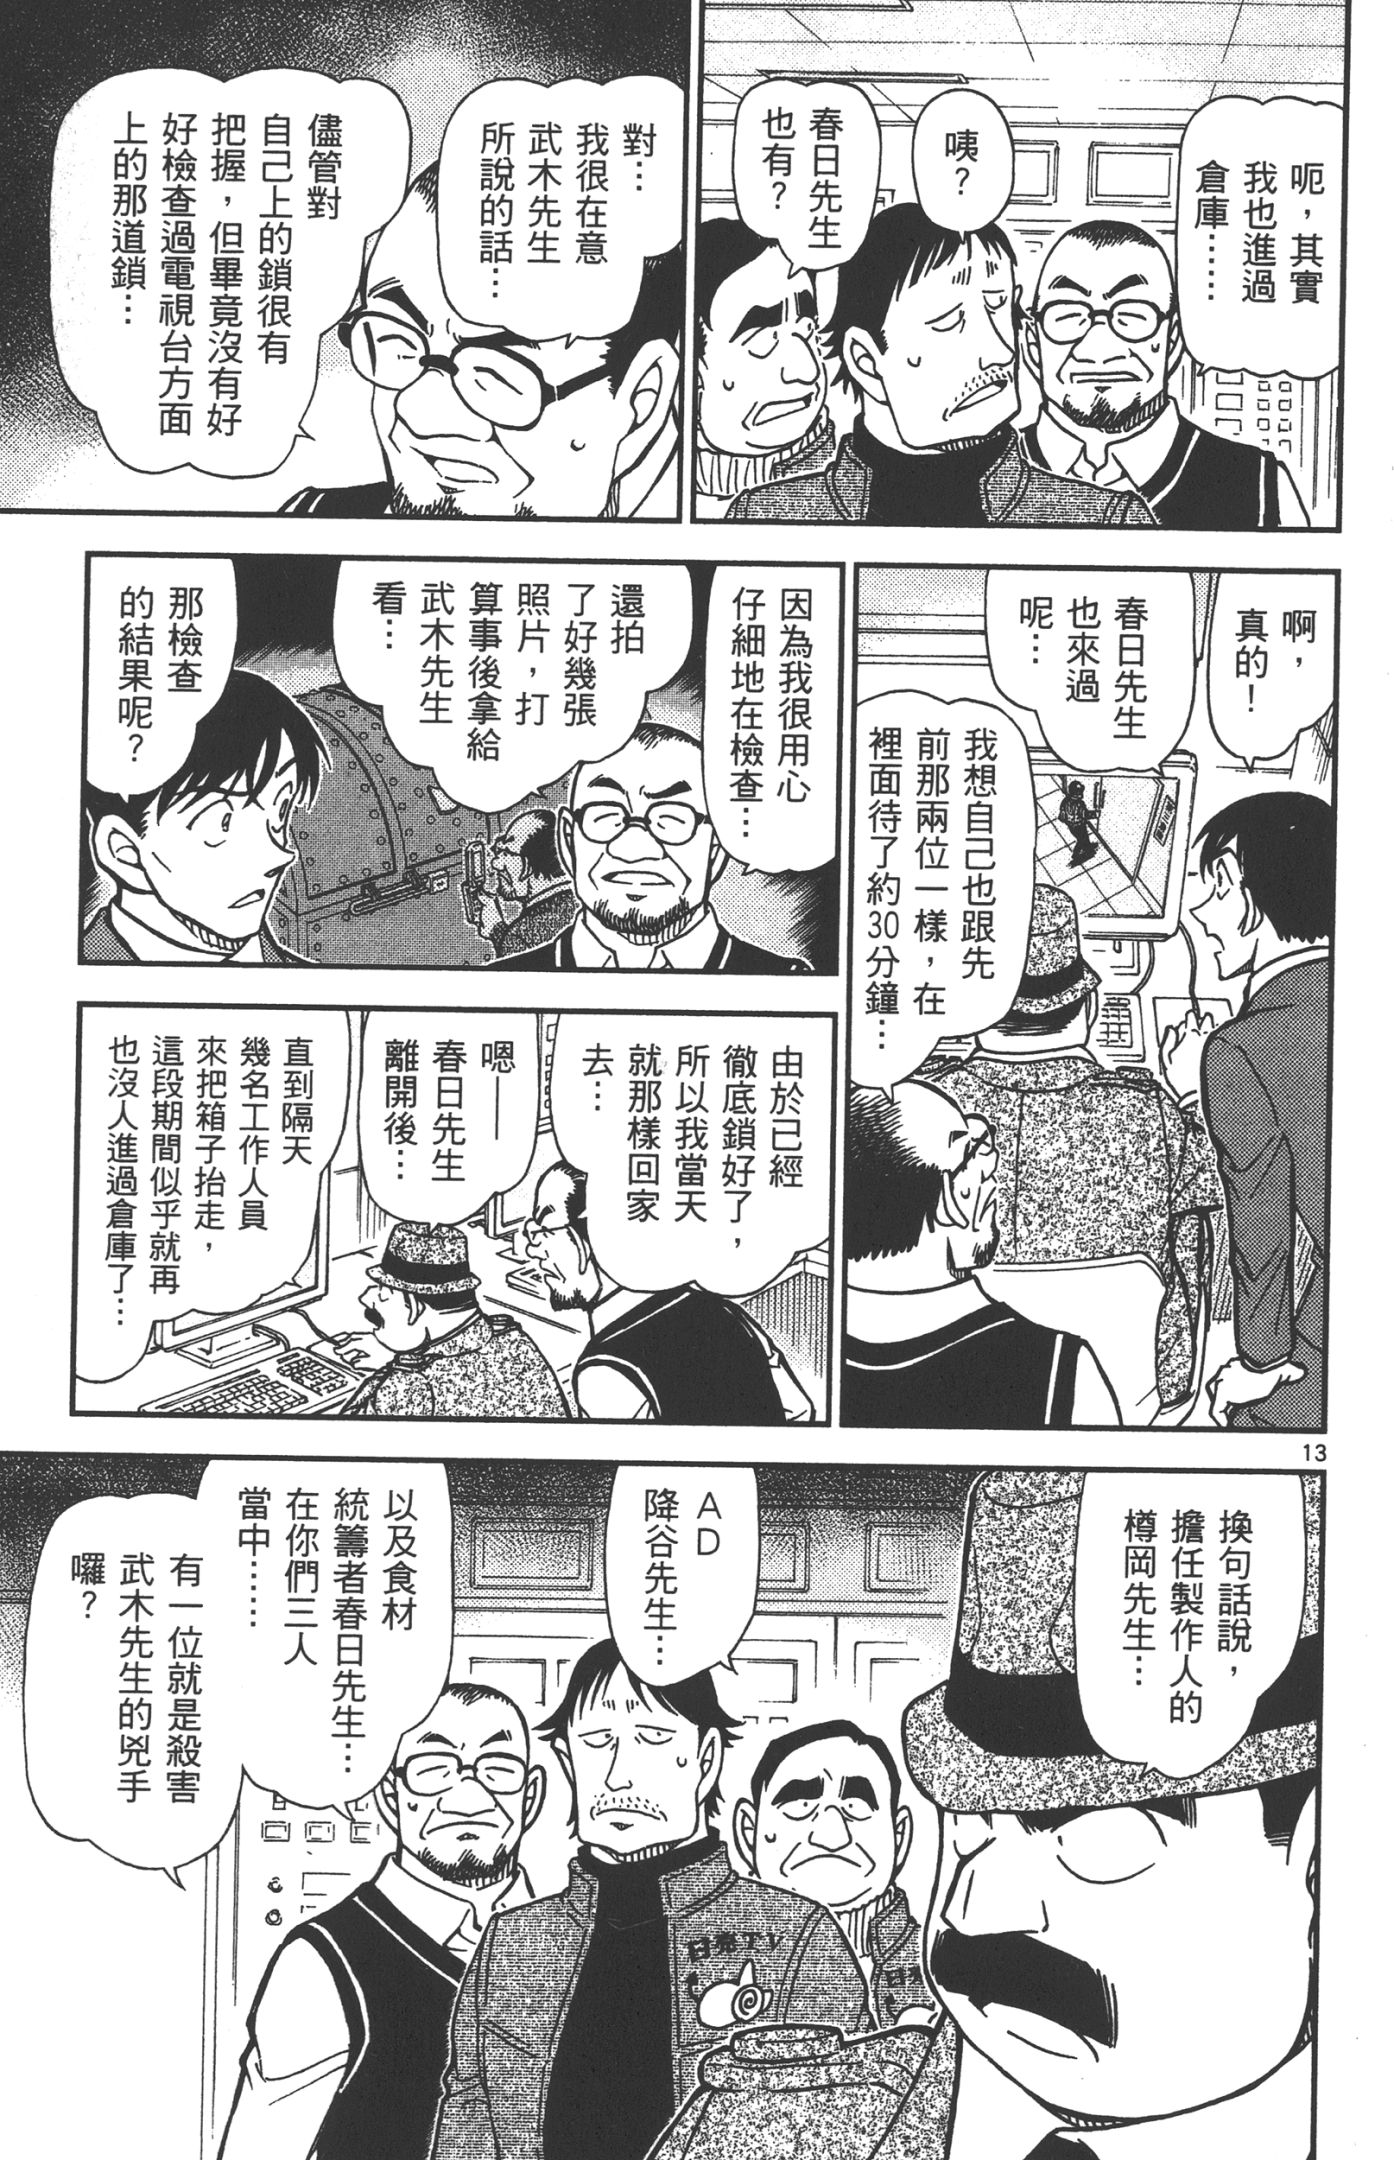 呃，其實
我也進過
倉庫……
咦？
春日先生
也有？
對…
我很在意
武木先生
所說的話…
儘管對
自己上的鎖很有
把握，但畢竟沒有好
好檢查過電視台方面
上的那道鎖…
啊，
真的！
春日先生
也來過
呢…
我想自己也跟先
前那兩位一樣，在
裡面待了約30分鐘…
因為我很用心
仔細地在檢查…
還拍
了好幾張
照片，打
算事後拿給
武木先生
看…
那檢查
的結果呢？
由於已經
徹底鎖好了，
所以我當天
就那樣回家
去…
嗯—
春日先生
離開後…
直到隔天
幾名工作人員
來把箱子抬走，
這段期間似乎就再
也沒人進過倉庫了…
13
換句話說，
擔任製作人的
樽岡先生…
AD
降谷先生…
以及食材
統籌者春日先生…
在你們三人
當中……
有一位就是殺害
武木先生的兇手
囉？
日売TV
日売